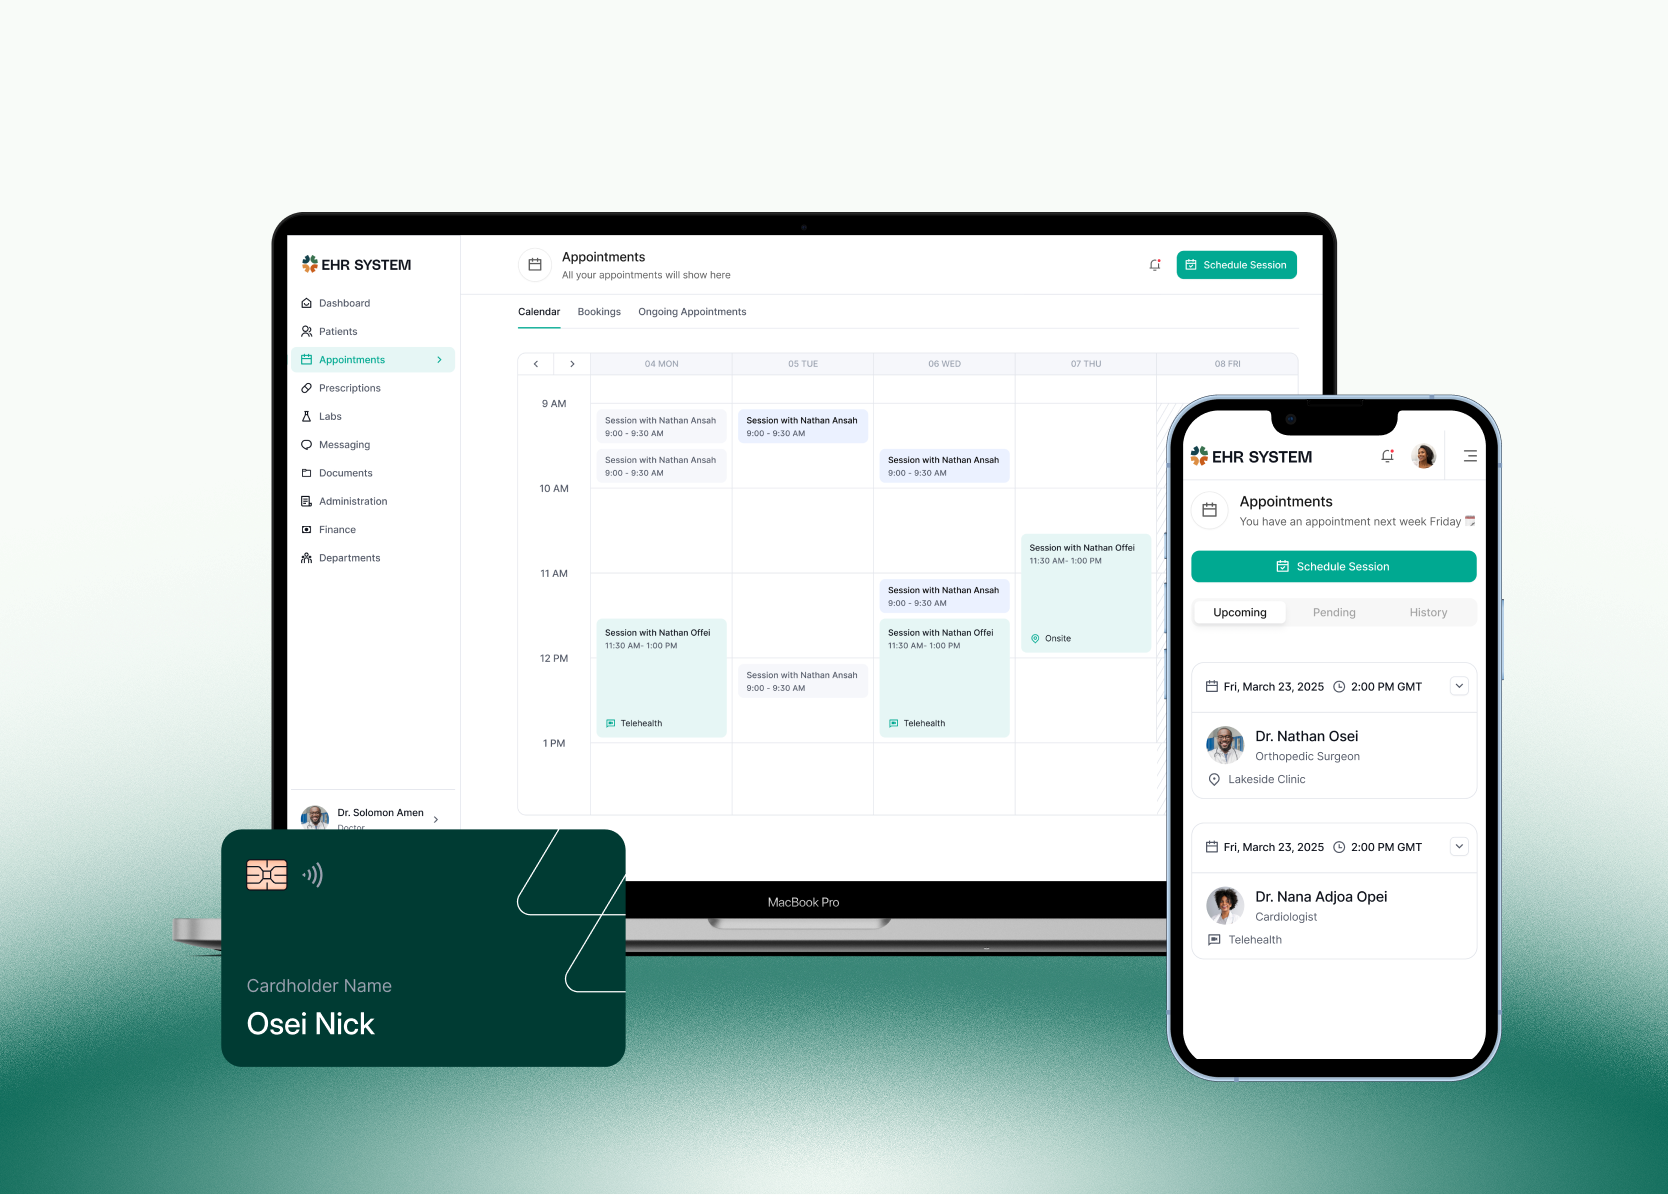 EHR SYSTEM
Dashboard
Patients
Appointments
Prescriptions
Labs
Messaging
Documents
Administration
Finance
Departments
Dr. Solomon Amen
Doctor
Appointments
All your appointments will show here
Schedule Session
Calendar
Bookings
Ongoing Appointments
04 MON
05 TUE
06 WED
07 THU
08 FRI
9 AM
10 AM
11 AM
12 PM
1 PM
Session with Nathan Ansah
9:00 - 9:30 AM
Session with Nathan Ansah
9:00 - 9:30 AM
Session with Nathan Offei
11:30 AM- 1:00 PM
Telehealth
Session with Nathan Ansah
9:00 - 9:30 AM
Session with Nathan Ansah
9:00 - 9:30 AM
Session with Nathan Ansah
9:00 - 9:30 AM
Session with Nathan Ansah
9:00 - 9:30 AM
Session with Nathan Offei
11:30 AM- 1:00 PM
Telehealth
Session with Nathan Offei
11:30 AM- 1:00 PM
Onsite
MacBook Pro
Cardholder Name
Osei Nick
EHR SYSTEM
Appointments
You have an appointment next week Friday
Schedule Session
Upcoming
Pending
History
Fri, March 23, 2025 2:00 PM GMT
Dr. Nathan Osei
Orthopedic Surgeon
Lakeside Clinic
Fri, March 23, 2025 2:00 PM GMT
Dr. Nana Adjoa Opei
Cardiologist
Telehealth